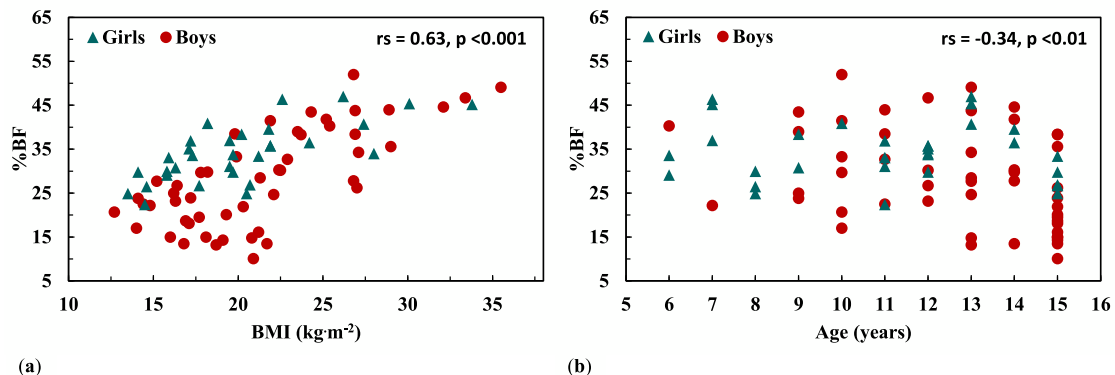 65
55
45
35
25
15
5
%BF
Girls Boys
rs = 0.63, p <0.001
10 15 20 25 30 35
BMI (kg·m-2)
(a)
65
55
45
35
25
15
5
%BF
Girls Boys
rs = -0.34, p <0.01
5 6 7 8 9 10 11 12 13 14 15 16
Age (years)
(b)